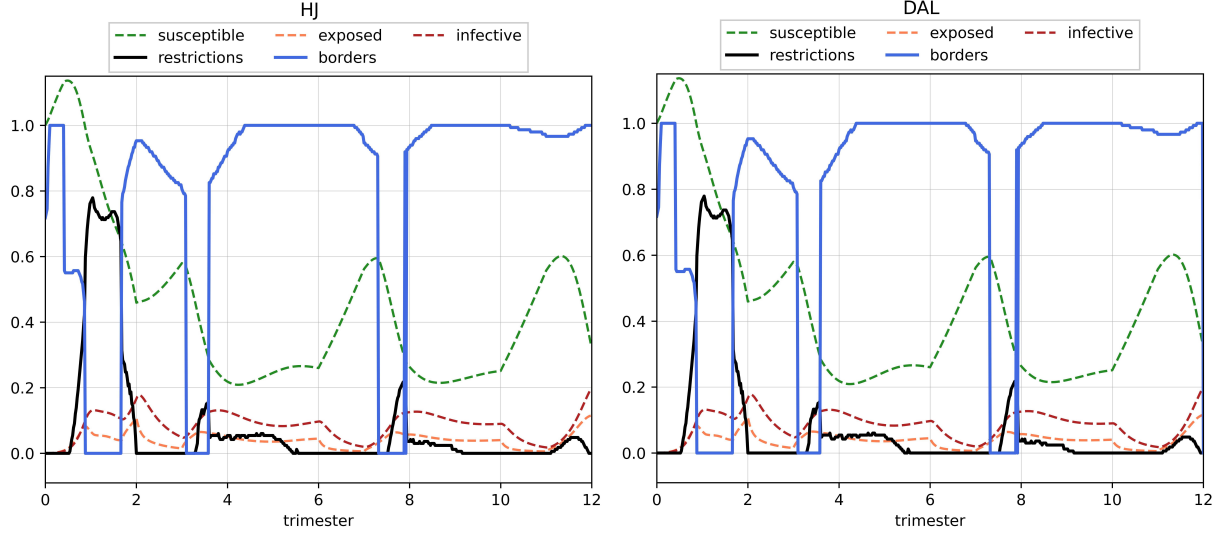 HJ
susceptible exposed infective
restrictions borders
1.0
0.8
0.6
0.4
0.2
0.0
0 2 4 6 8 10 12
trimester
DAL
susceptible exposed infective
restrictions borders
1.0
0.8
0.6
0.4
0.2
0.0
0 2 4 6 8 10 12
trimester